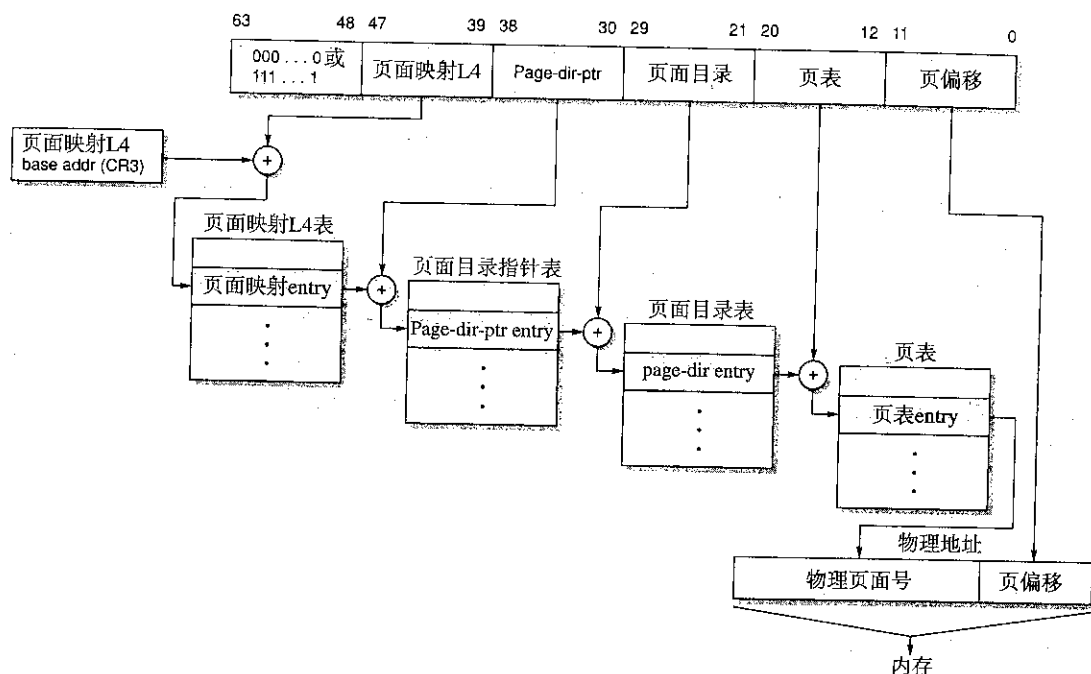 63 48 47 39 38 30 29 21 20 12 11 0
000 . . . 0或
111 . . . 1
页面映射L4
Page-dir-ptr
页面目录
页表
页偏移
页面映射L4
base addr (CR3)
+
页面映射L4表
页面映射entry
+
页面目录指针表
Page-dir-ptr entry
+
页面目录表
page-dir entry
+
页表
页表entry
物理地址
物理页面号
页偏移
内存